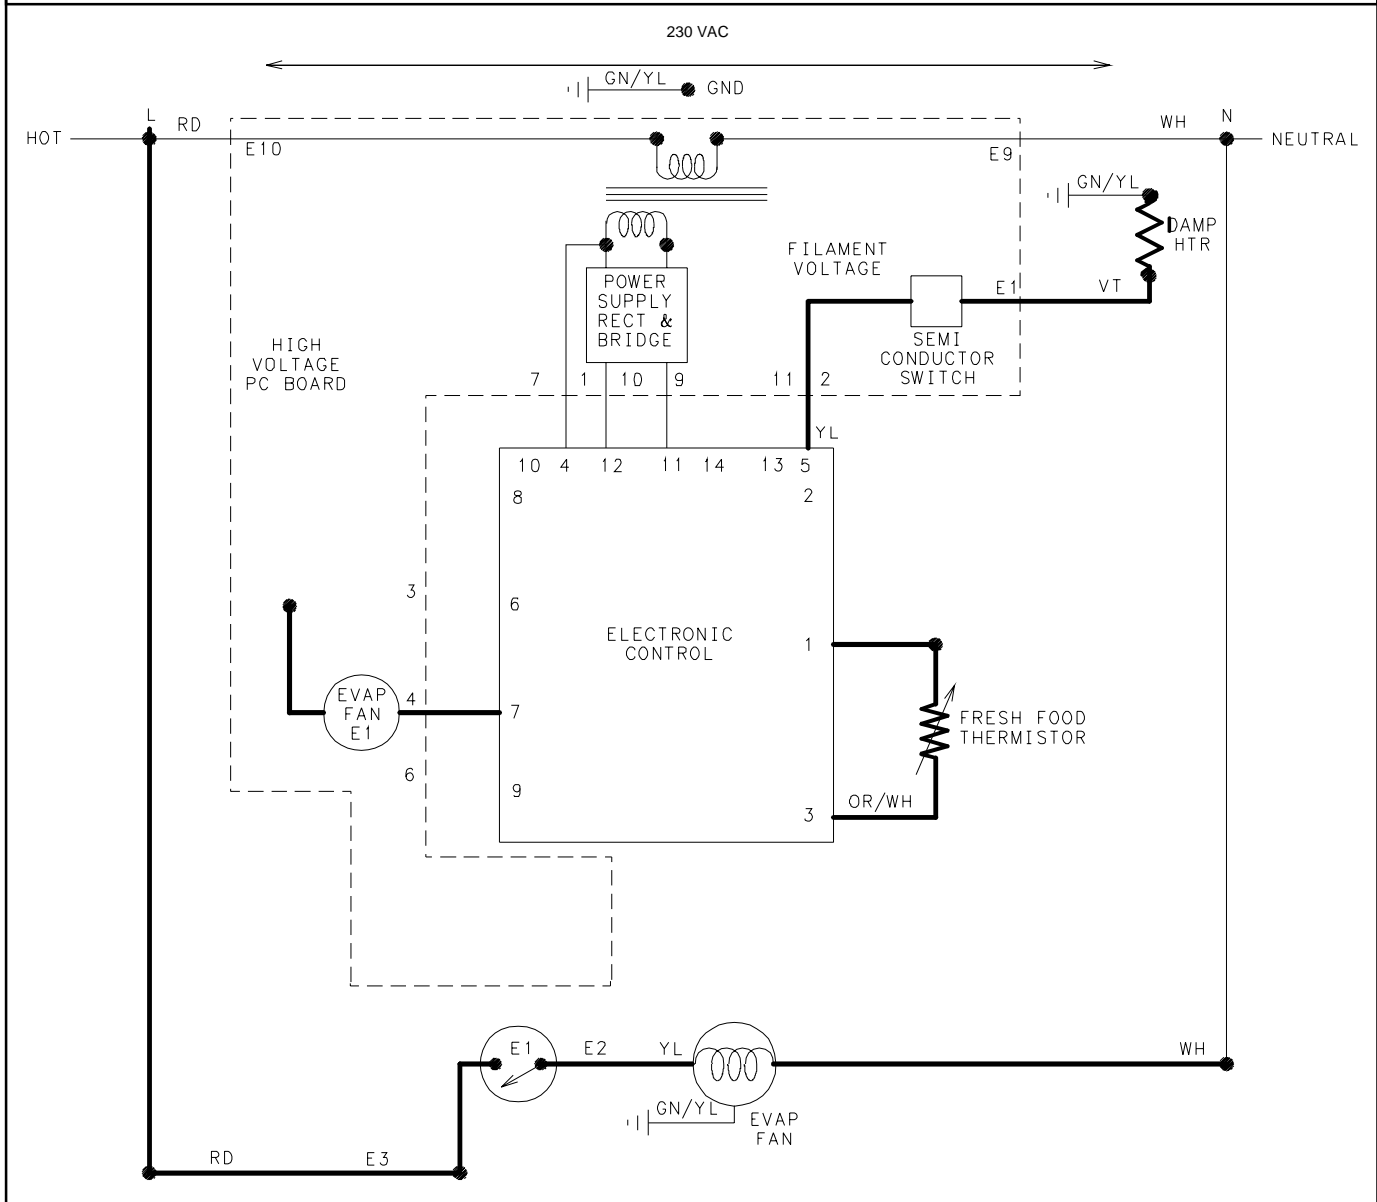 230 VAC
GN/YL GND
L
HOT RD E10 E9 WH N NEUTRAL
GN/YL
DAMP
HTR
FILAMENT
VOLTAGE
E1 VT
POWER
SUPPLY
RECT &
BRIDGE
SEMI
CONDUCTOR
SWITCH
HIGH
VOLTAGE
PC BOARD
7 1 10 9 11 2
YL
10 4 12 11 14 13 5
8 2
3 6
ELECTRONIC
CONTROL
1
EVAP
FAN
E1
4 7
FRESH FOOD
THERMISTOR
6 9
OR/WH
3
E1 E2 YL WH
GN/YL
EVAP
FAN
RD E3